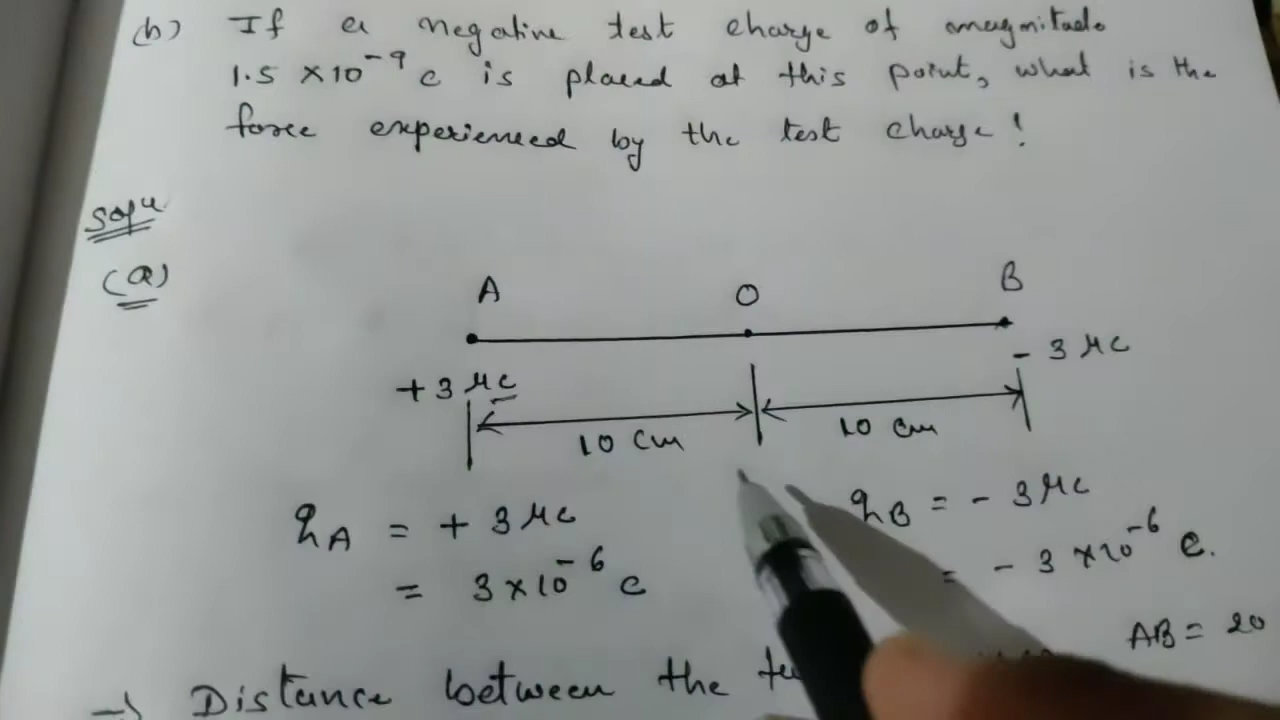 (b) If a negative test charge of magnitude
1.5 × 10⁻⁹ C is placed at this point, what is the
force experienced by the test charge!
Soln
(a)
A O B
+3 μC - 3 μC
10 cm 10 cm
qA = + 3 μC qB = - 3 μC
= 3×10⁻⁶ C = - 3 ×10⁻⁶ C.
AB = 20
→ Distance between the